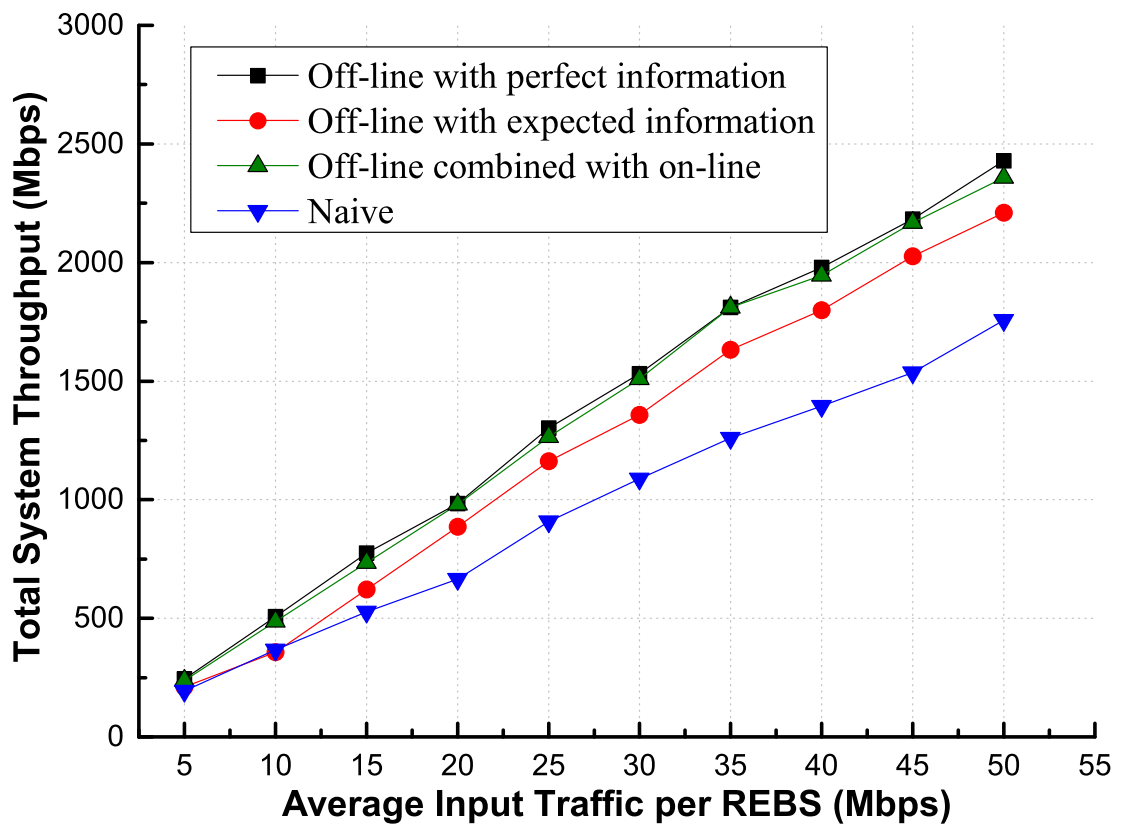 3000
2500
2000
1500
1000
500
0
Total System Throughput (Mbps)
Off-line with perfect information
Off-line with expected information
Off-line combined with on-line
Naive
5 10 15 20 25 30 35 40 45 50 55
Average Input Traffic per REBS (Mbps)